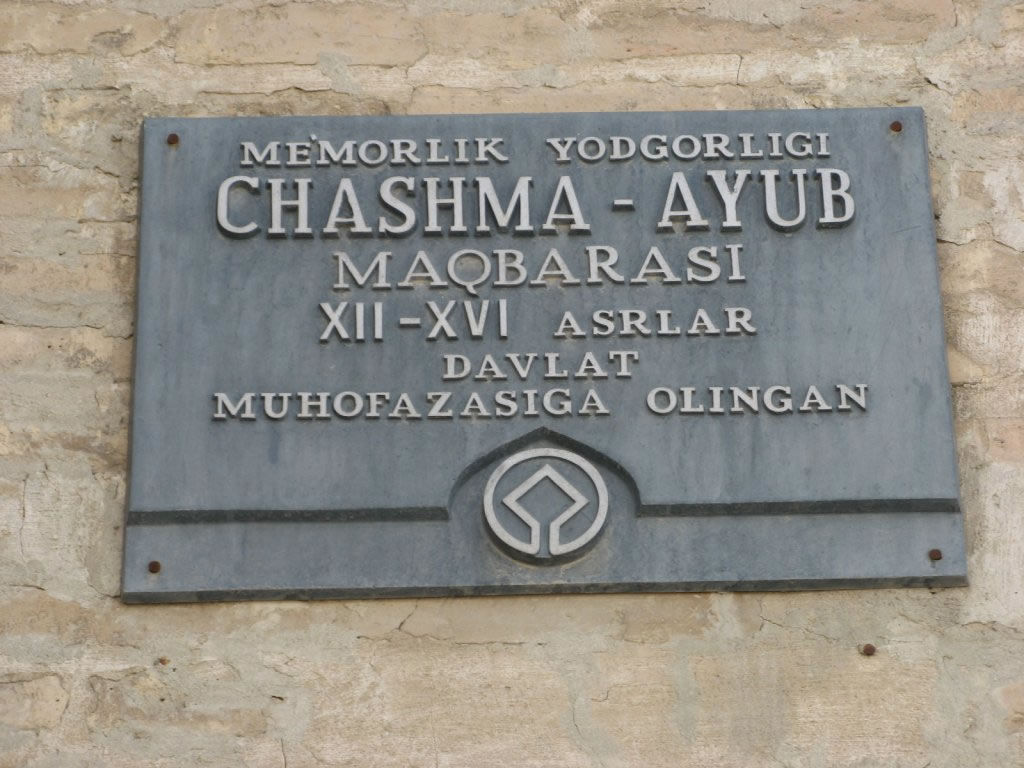 ME'MORLIK YODGORLIGI
CHASHMA - AYUB
MAQBARASI
XII - XVI ASRLAR
DAVLAT
MUHOFAZASIGA OLINGAN